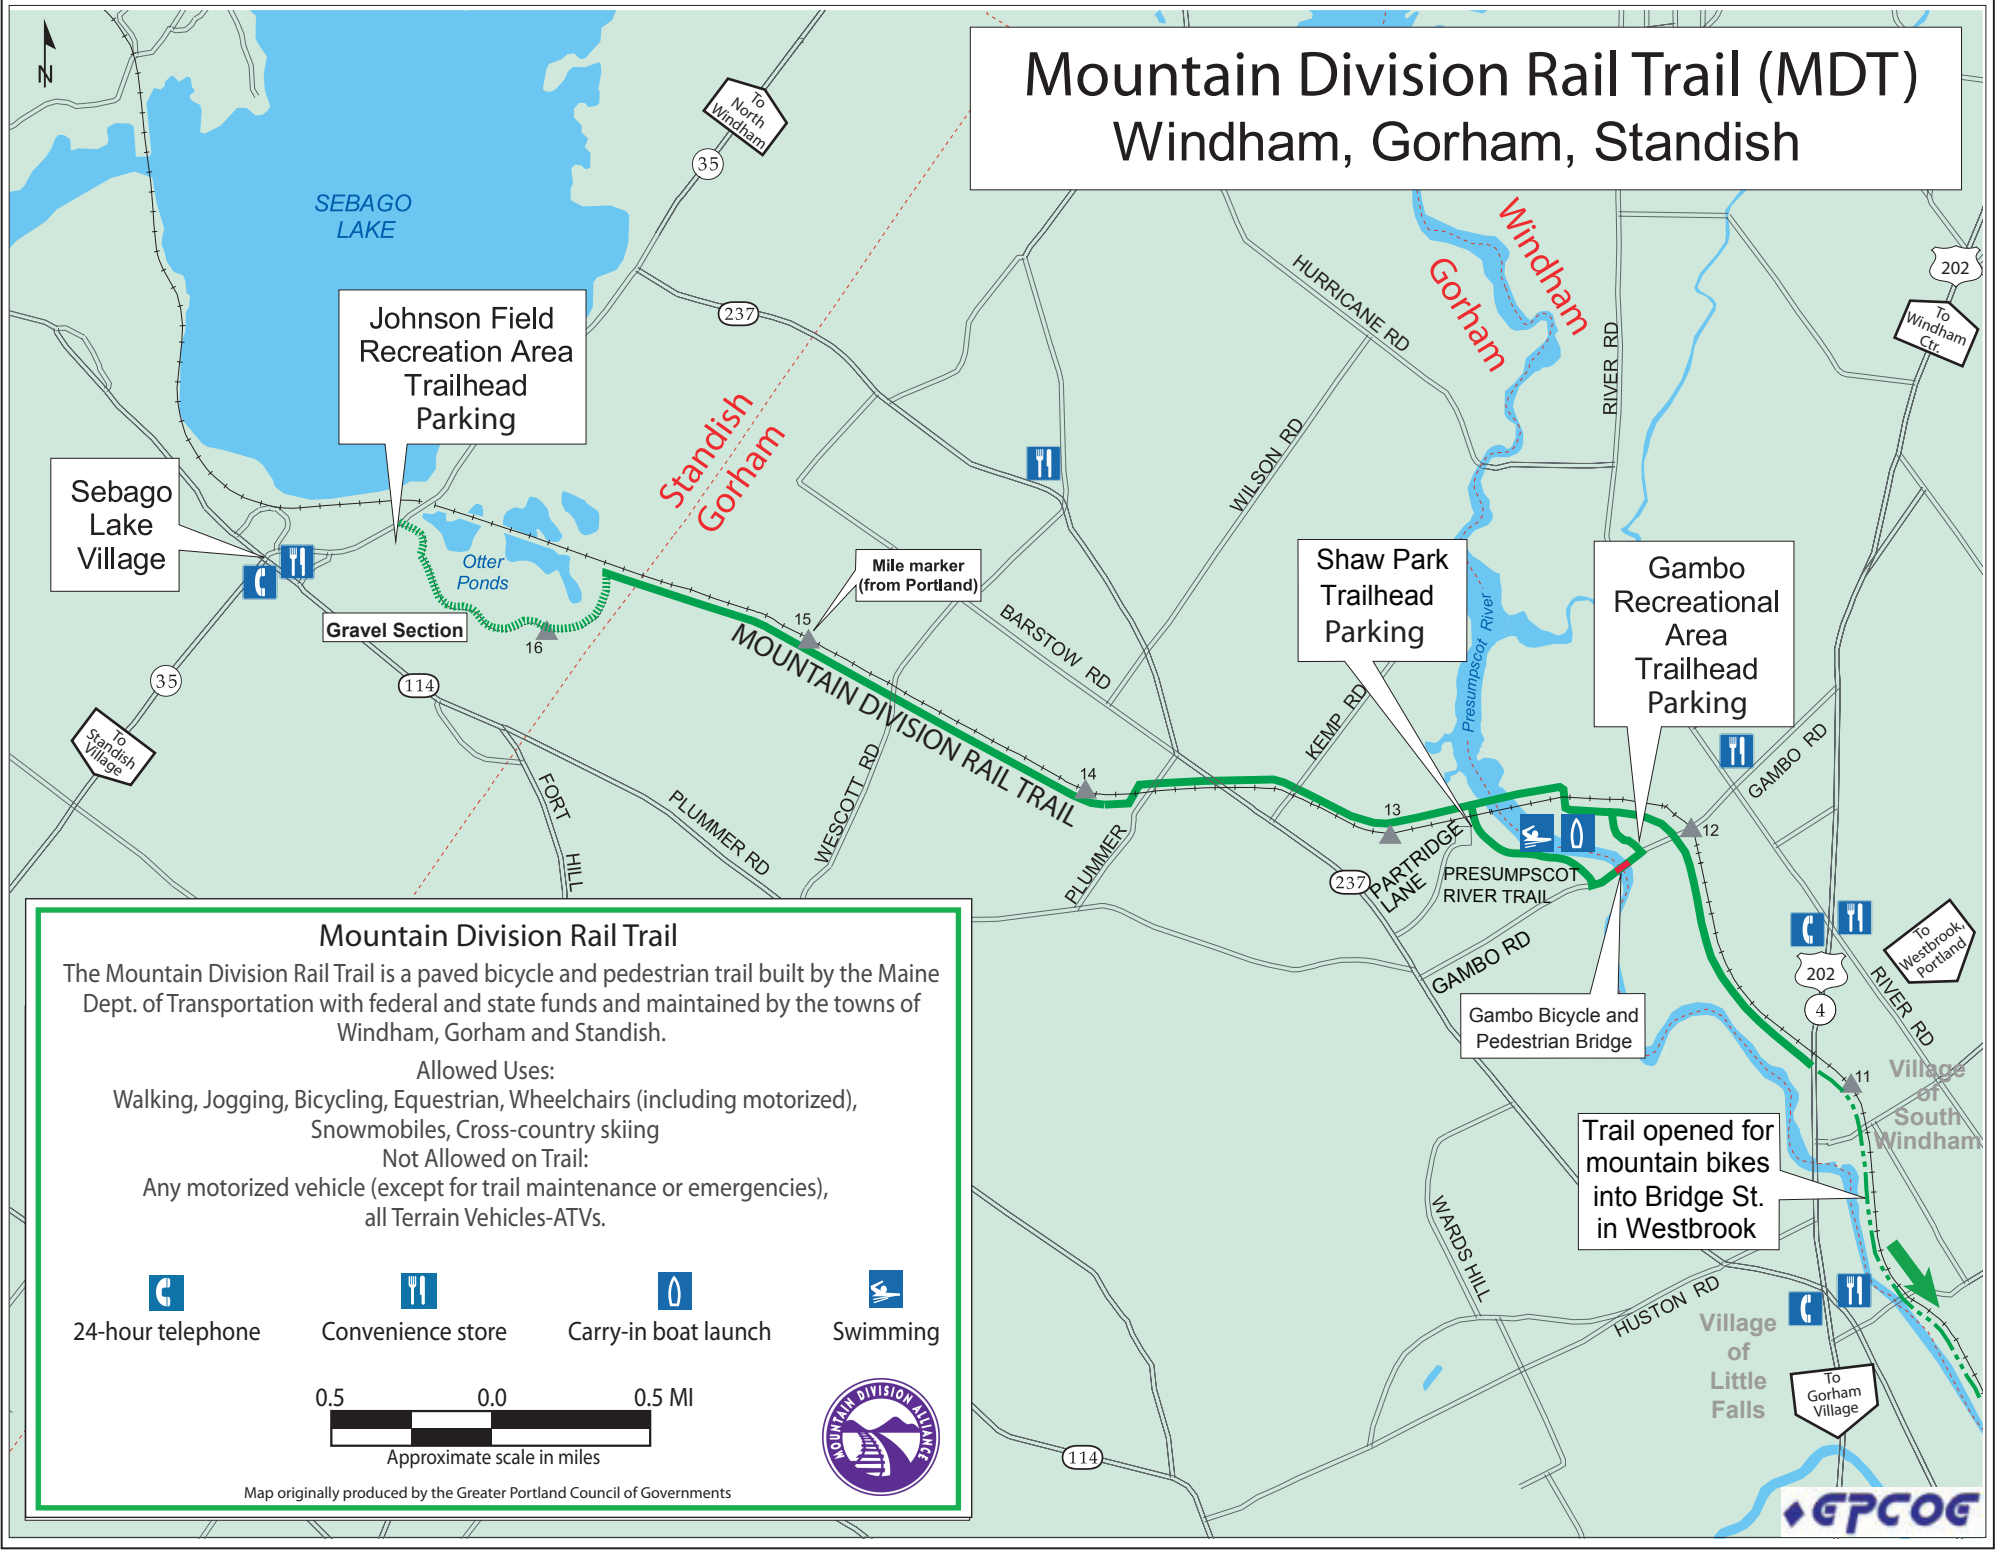 Mountain Division Rail Trail (MDT)
Windham, Gorham, Standish
N
To
North
Windham
35
SEBAGO
LAKE
237
Johnson Field
Recreation Area
Trailhead
Parking
Standish
Gorham
HURRICANE RD
Windham
Gorham
RIVER RD
202
To
Windham
Ctr.
WILSON RD
Sebago
Lake
Village
Otter
Ponds
Gravel Section
16
15
Mile marker
(from Portland)
BARSTOW RD
KEMP RD
Shaw Park
Trailhead
Parking
Presumpscot River
Gambo
Recreational
Area
Trailhead
Parking
GAMBO RD
35
114
To
Standish
Village
FORT
HILL
PLUMMER RD
WESCOTT RD
MOUNTAIN DIVISION RAIL TRAIL
14
PLUMMER
13
12
237
PARTRIDGE
LANE
PRESUMPSCOT
RIVER TRAIL
GAMBO RD
Gambo Bicycle and
Pedestrian Bridge
202
4
To
Westbrook,
Portland
RIVER RD
11
Village
of
South
Windham
Trail opened for
mountain bikes
into Bridge St.
in Westbrook
WARDS HILL
HUSTON RD
Village
of
Little
Falls
To
Gorham
Village
114
Mountain Division Rail Trail
The Mountain Division Rail Trail is a paved bicycle and pedestrian trail built by the Maine
Dept. of Transportation with federal and state funds and maintained by the towns of
Windham, Gorham and Standish.
Allowed Uses:
Walking, Jogging, Bicycling, Equestrian, Wheelchairs (including motorized),
Snowmobiles, Cross-country skiing
Not Allowed on Trail:
Any motorized vehicle (except for trail maintenance or emergencies),
all Terrain Vehicles-ATVs.
24-hour telephone
Convenience store
Carry-in boat launch
Swimming
0.5 0.0 0.5 MI
Approximate scale in miles
MOUNTAIN DIVISION ALLIANCE
Map originally produced by the Greater Portland Council of Governments
GPCOG